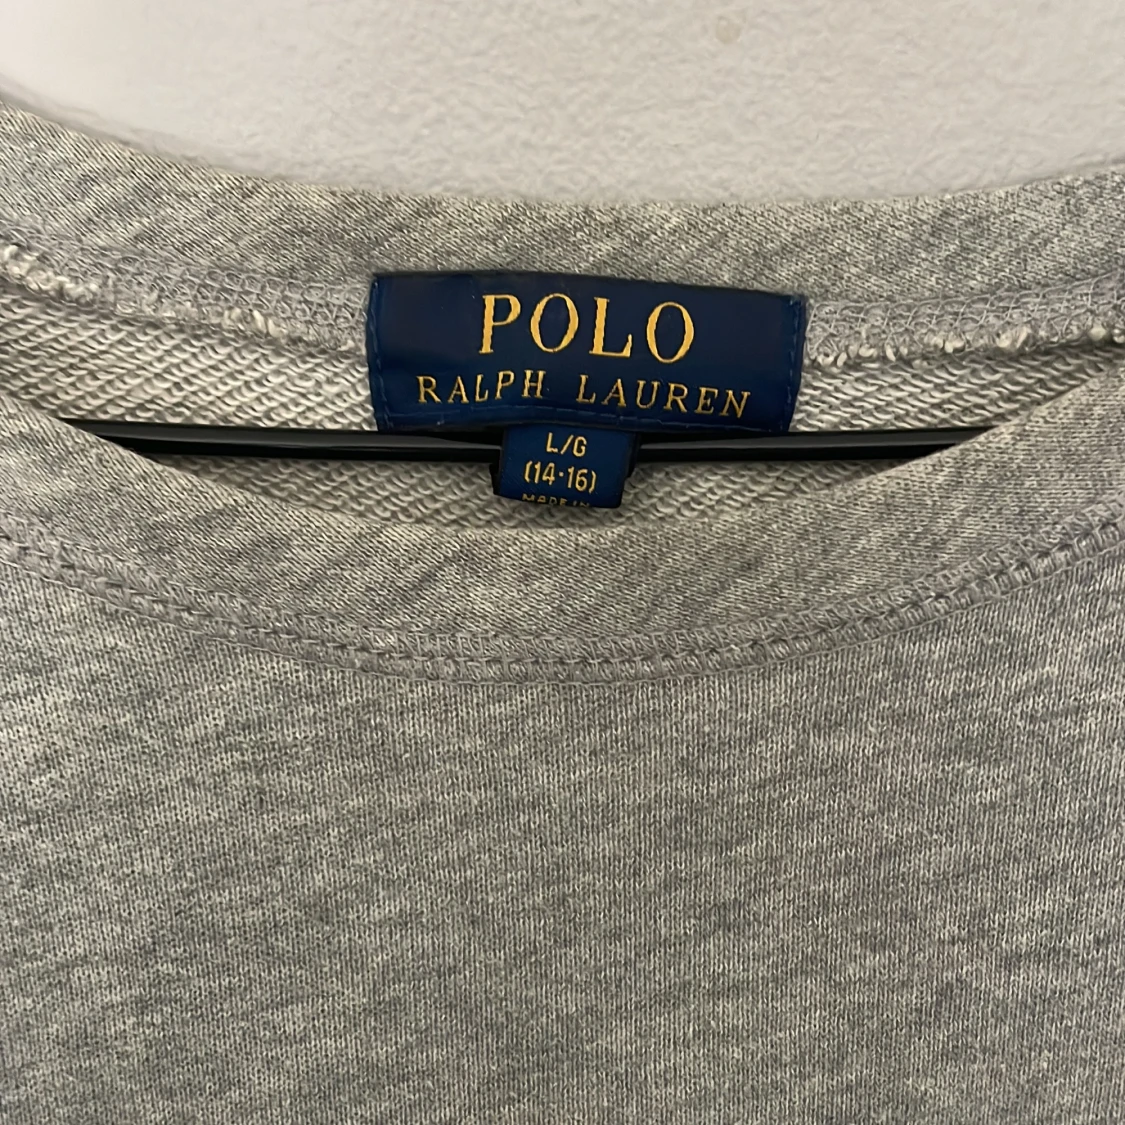 POLO
RALPH LAUREN
L/G
(14-16)
MADE IN